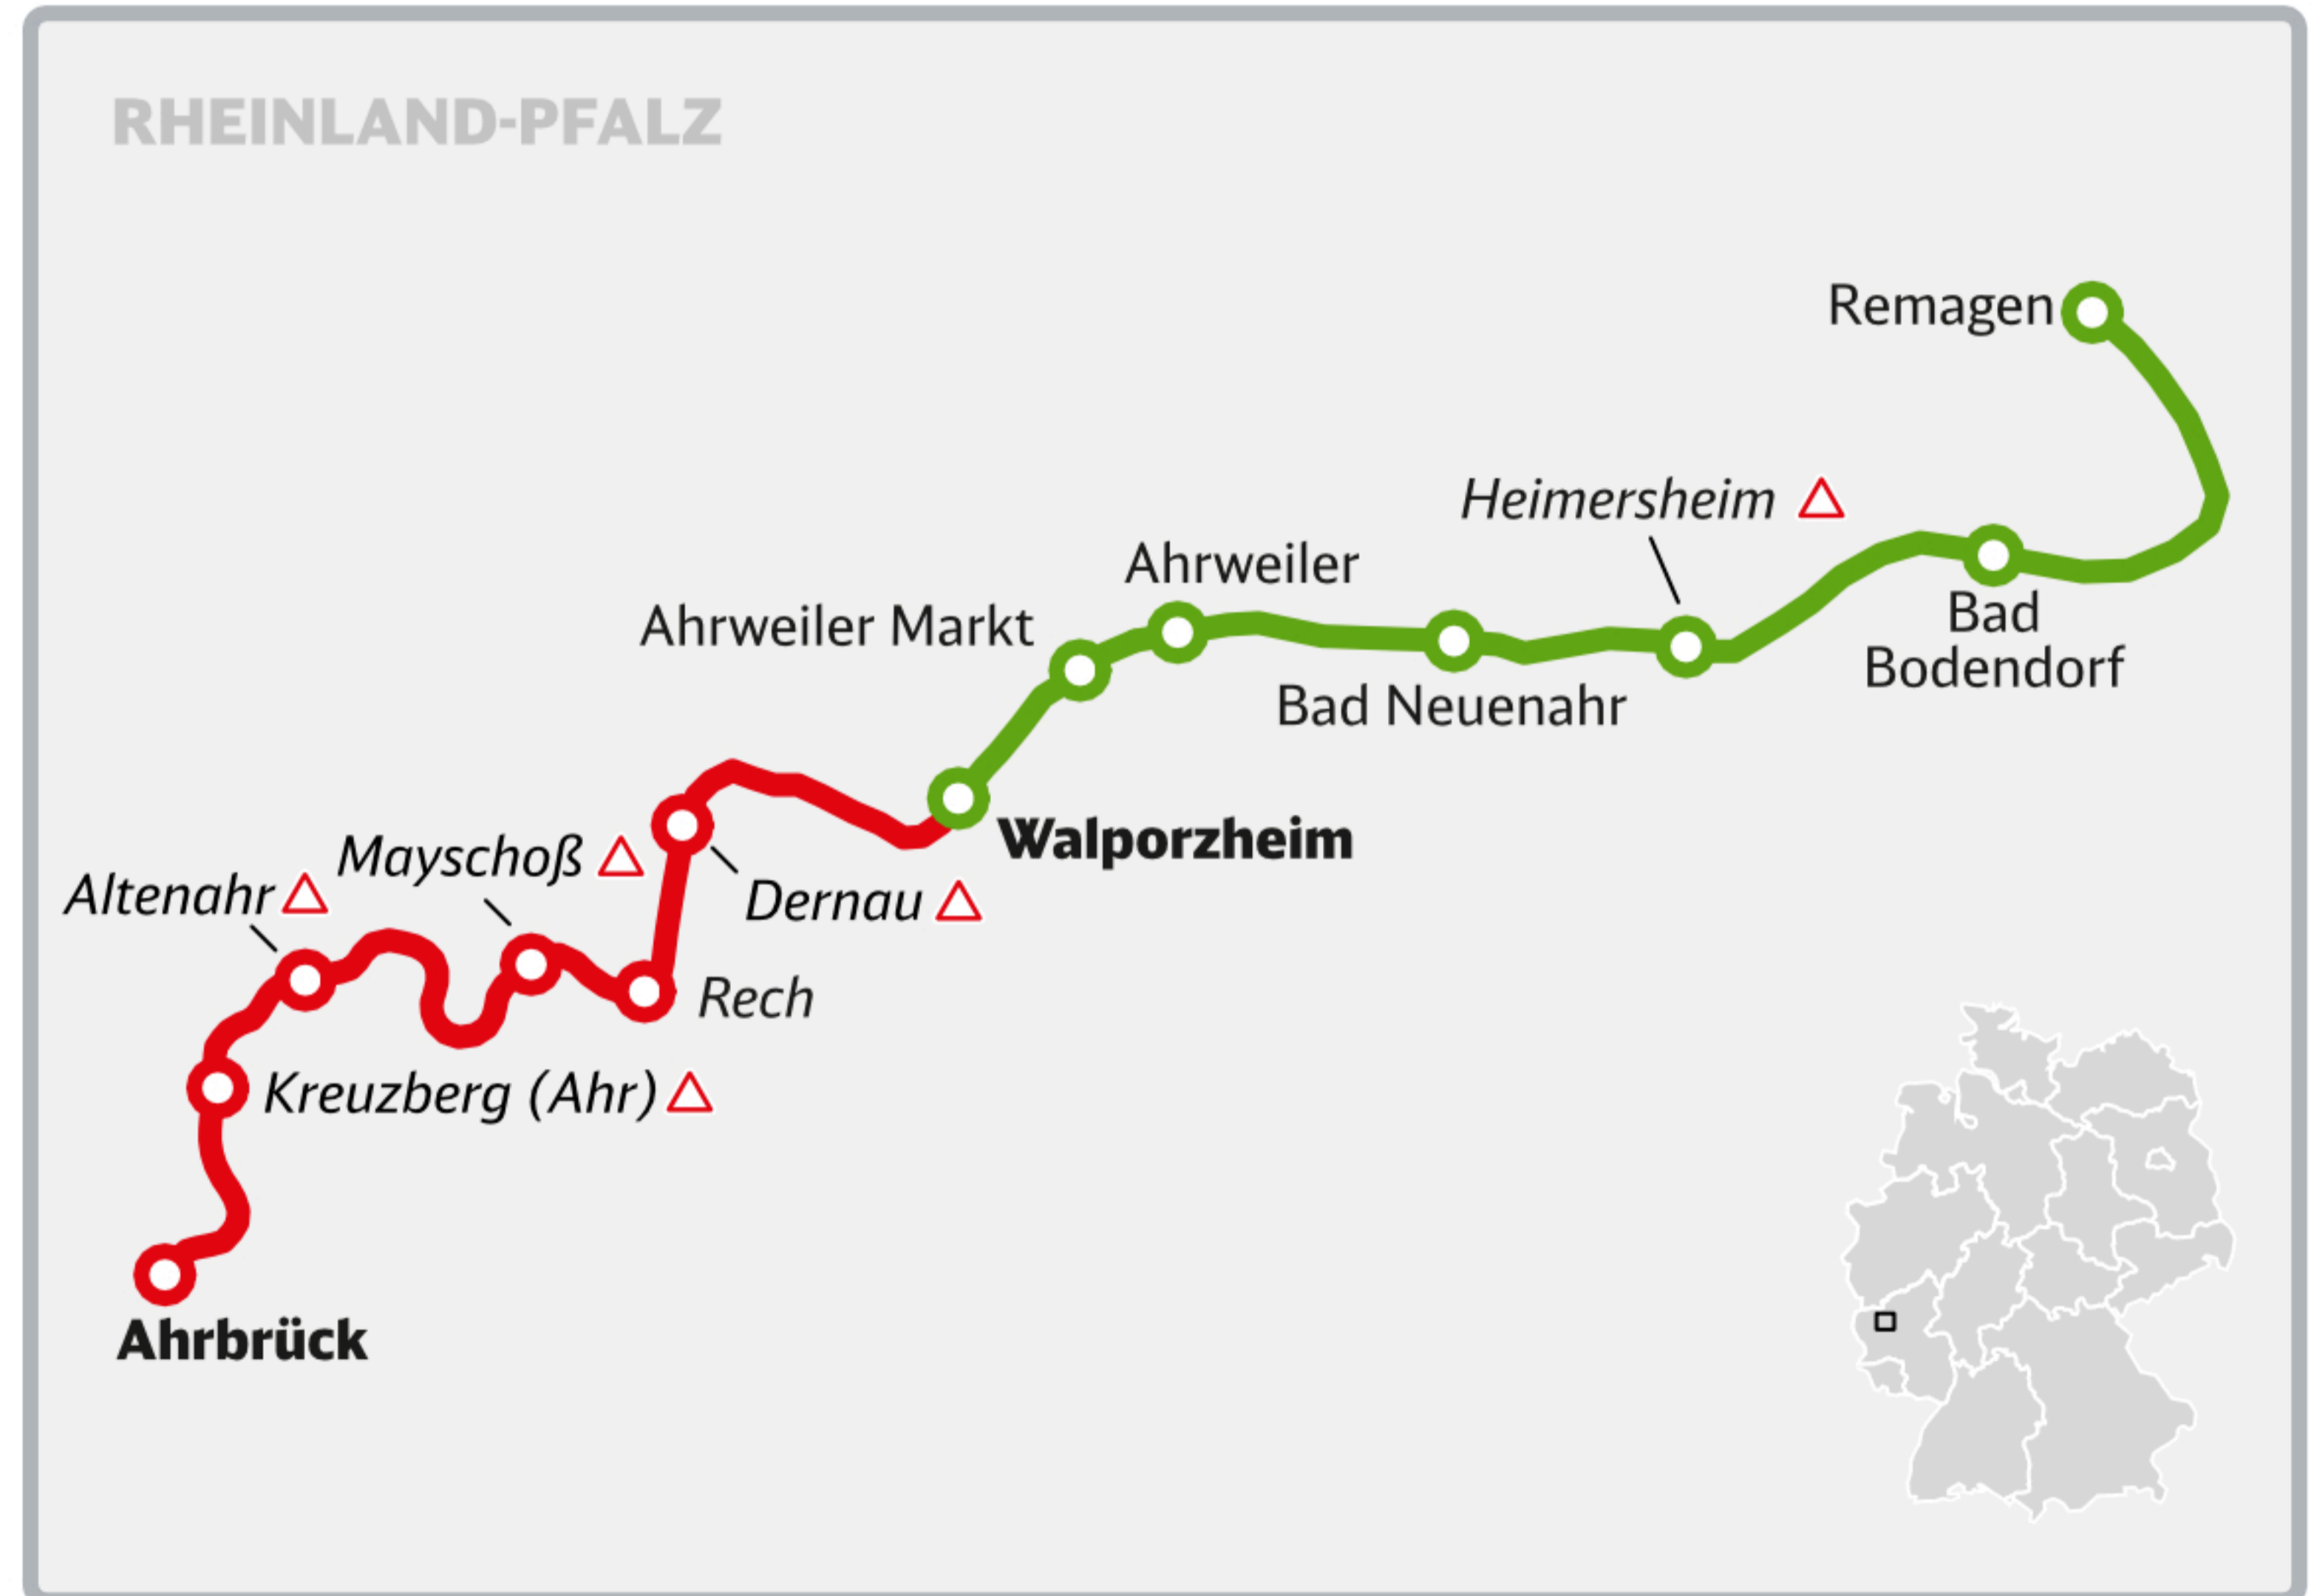 RHEINLAND-PFALZ
Remagen
Heimersheim
Ahrweiler
Bad
Bodendorf
Ahrweiler Markt
Bad Neuenahr
Walporzheim
Mayschoß
Altenahr
Dernau
Rech
Kreuzberg (Ahr)
Ahrbrück